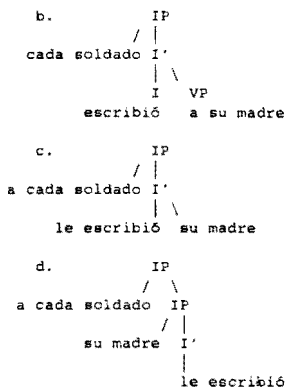 b. IP
cada soldado I'
I VP
escribió a su madre
c. IP
a cada soldado I'
le escribió su madre
d. IP
a cada soldado IP
su madre I'
le escribió